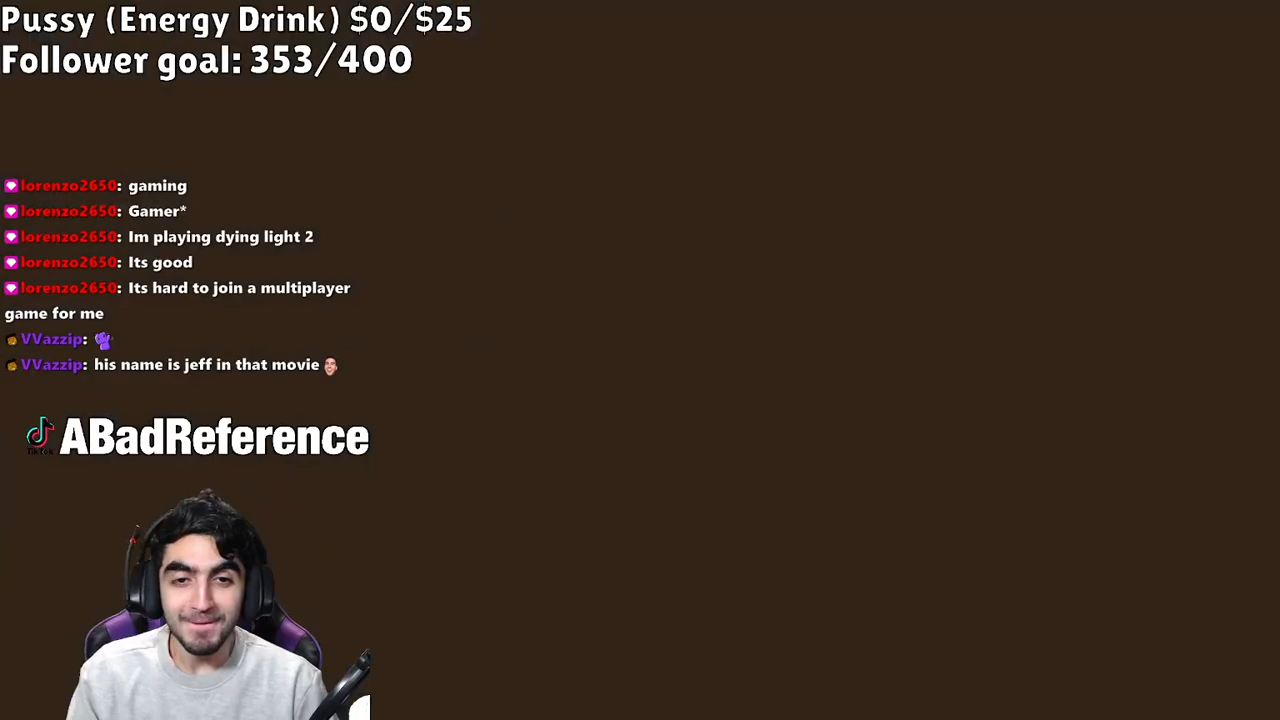 Pussy (Energy Drink) $0/$25
Follower goal: 353/400
lorenzo2650: gaming
lorenzo2650: Gamer*
lorenzo2650: Im playing dying light 2
lorenzo2650: Its good
lorenzo2650: Its hard to join a multiplayer
game for me
VVazzip:
VVazzip: his name is jeff in that movie
ABadReference
TikTok